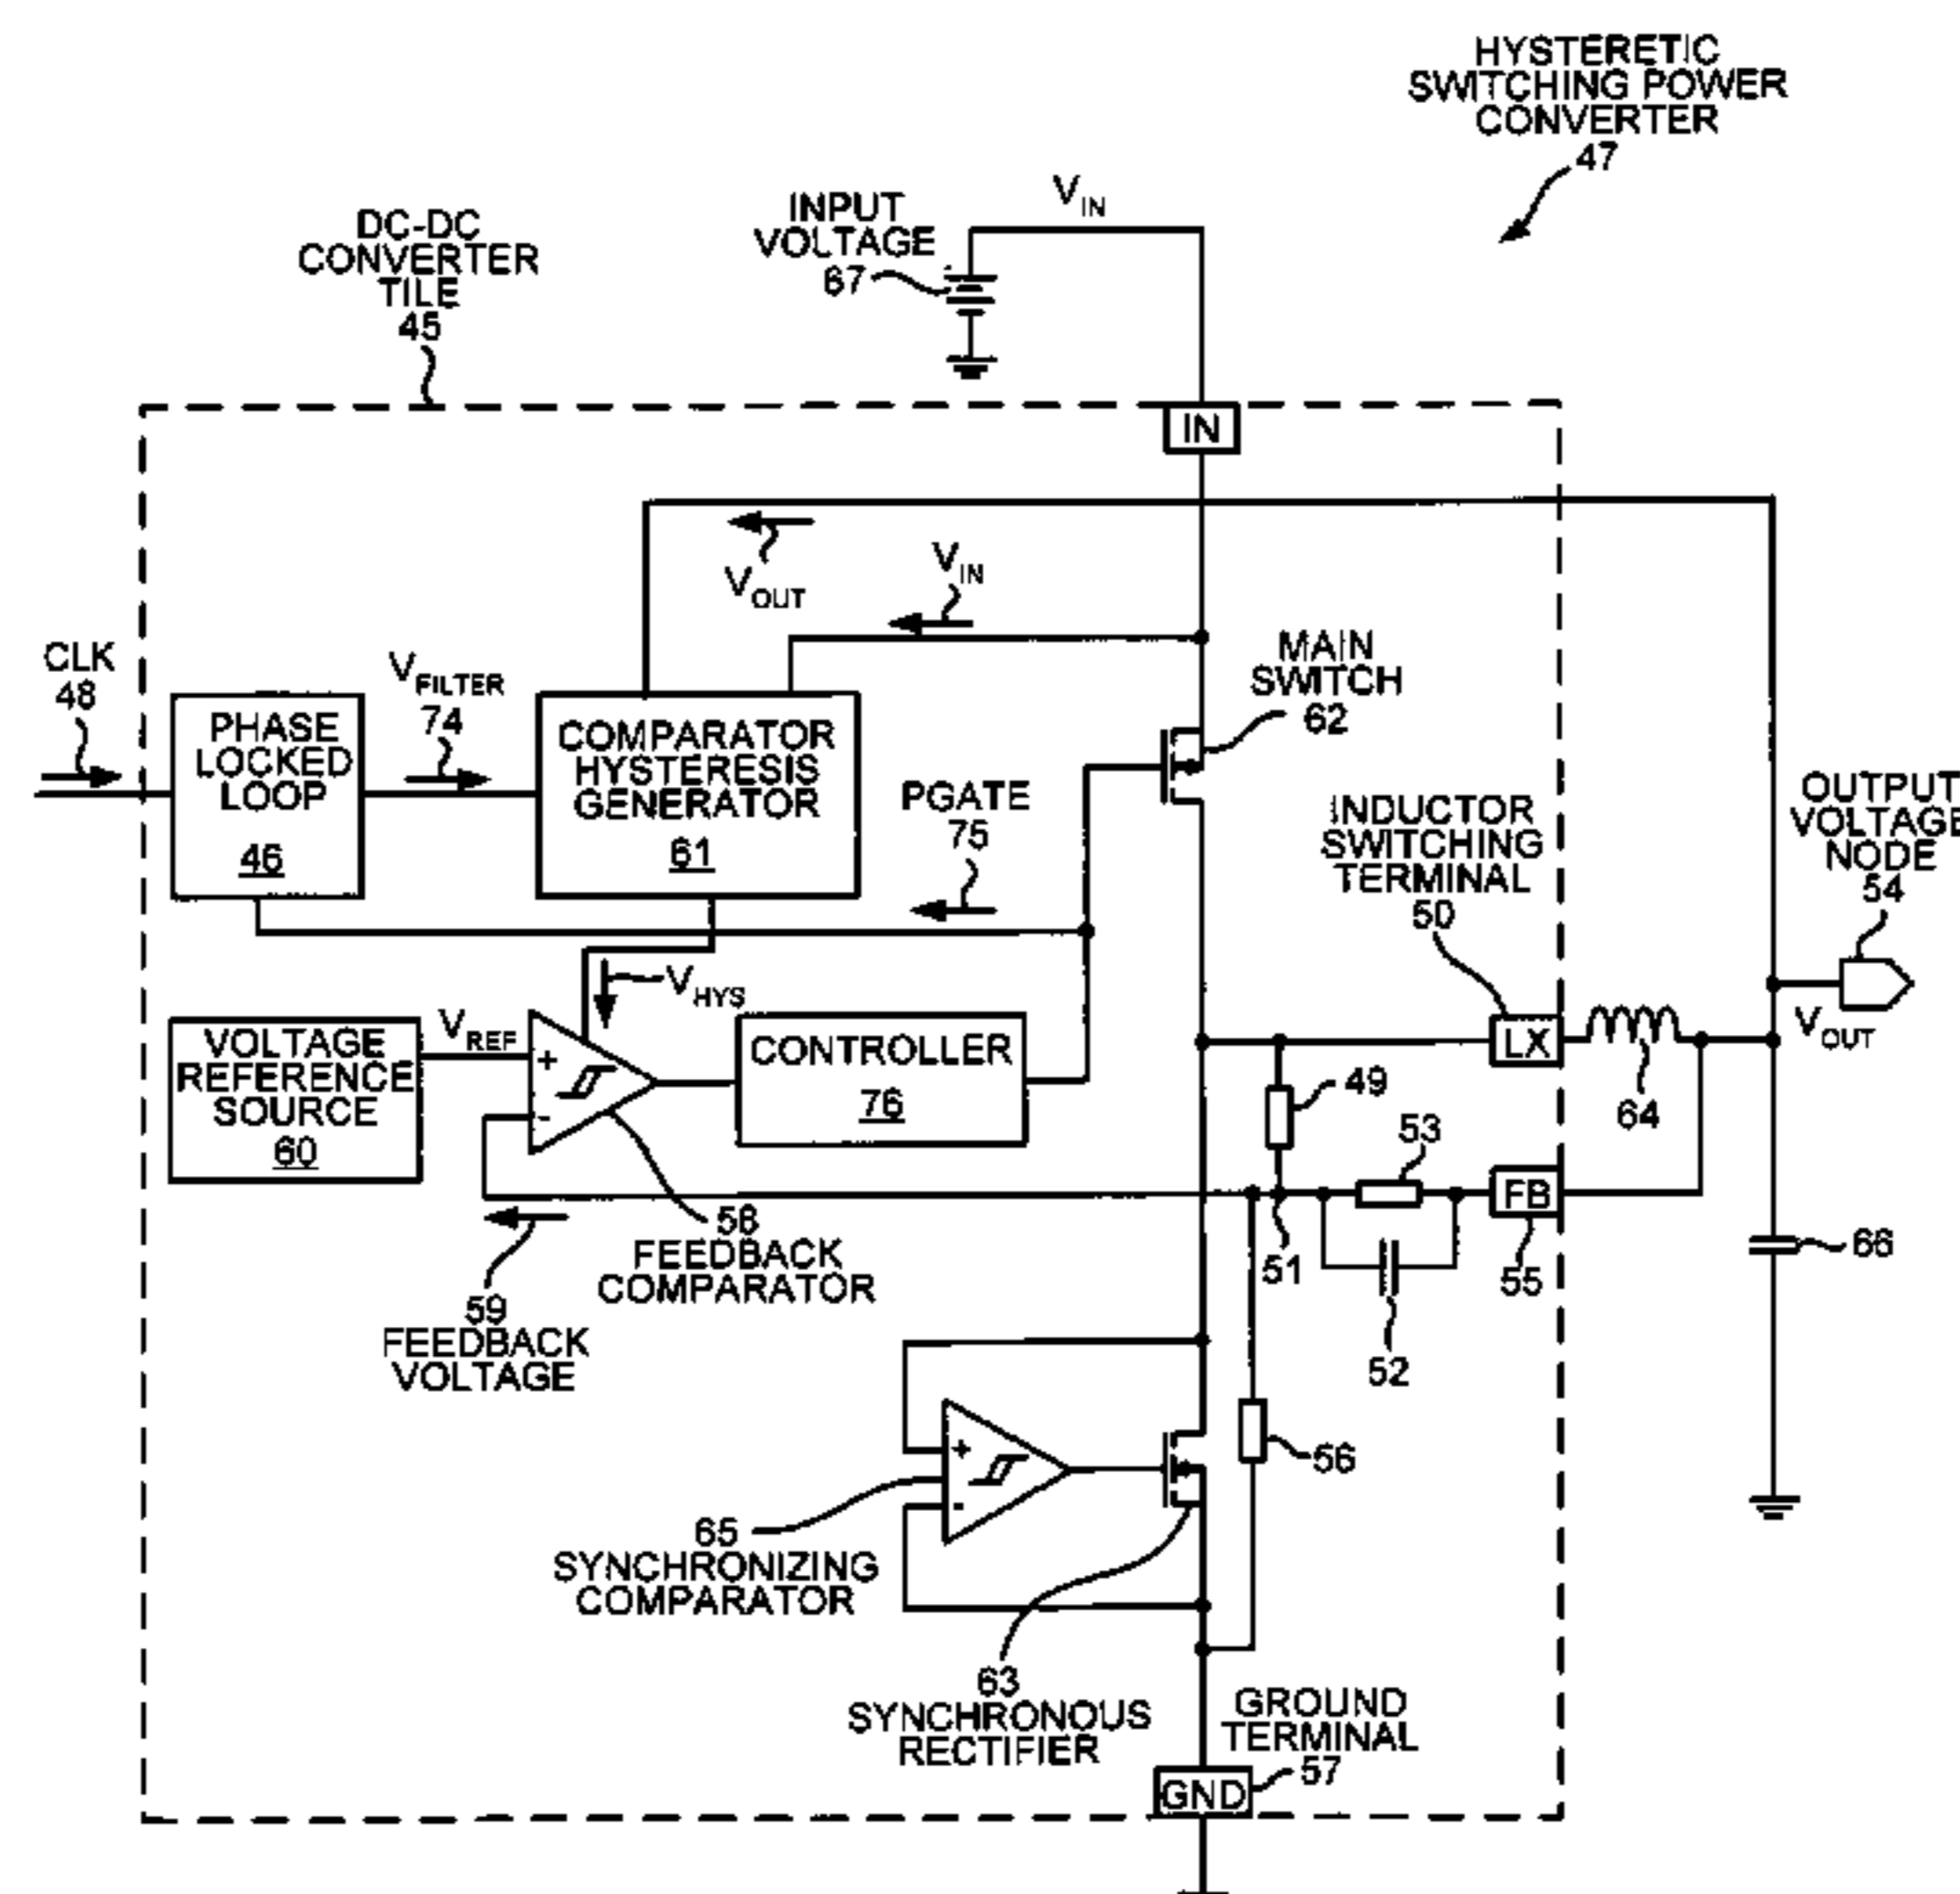 HYSTERETIC
SWITCHING POWER
CONVERTER
47
DC-DC
CONVERTER
TILE
45
INPUT
VOLTAGE
67
VIN
IN
VOUT
VIN
CLK
48
VFILTER
74
PHASE
LOCKED
LOOP
46
COMPARATOR
HYSTERESIS
GENERATOR
61
MAIN
SWITCH
62
PGATE
75
INDUCTOR
SWITCHING
TERMINAL
50
OUTPUT
VOLTAGE
NODE
54
VHYS
VOLTAGE
REFERENCE
SOURCE
60
VREF
+
-
CONTROLLER
76
LX
VOUT
64
49
53
FB
55
51
52
66
58
FEEDBACK
COMPARATOR
59
FEEDBACK
VOLTAGE
+
-
56
65
SYNCHRONIZING
COMPARATOR
63
SYNCHRONOUS
RECTIFIER
GROUND
TERMINAL
57
GND